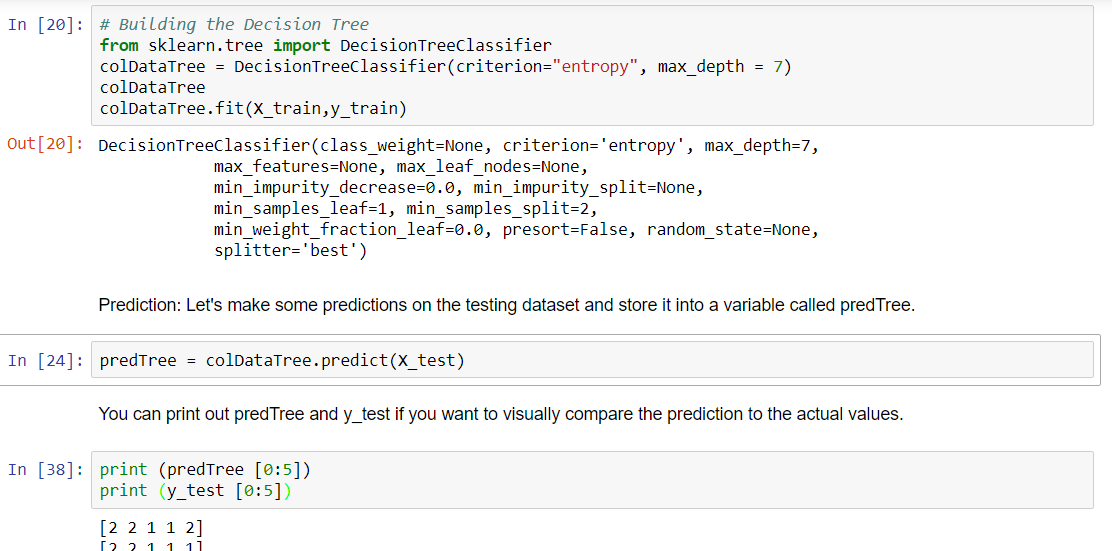 In [20]: # Building the Decision Tree
from sklearn.tree import DecisionTreeClassifier
colDataTree = DecisionTreeClassifier(criterion="entropy", max_depth = 7)
colDataTree
colDataTree.fit(X_train,y_train)
Out[20]: DecisionTreeClassifier(class_weight=None, criterion='entropy', max_depth=7,
max_features=None, max_leaf_nodes=None,
min_impurity_decrease=0.0, min_impurity_split=None,
min_samples_leaf=1, min_samples_split=2,
min_weight_fraction_leaf=0.0, presort=False, random_state=None,
splitter='best')
Prediction: Let's make some predictions on the testing dataset and store it into a variable called predTree.
In [24]: predTree = colDataTree.predict(X_test)
You can print out predTree and y_test if you want to visually compare the prediction to the actual values.
In [38]: print (predTree [0:5])
print (y_test [0:5])
[2 2 1 1 2]
[2 2 1 1 1]